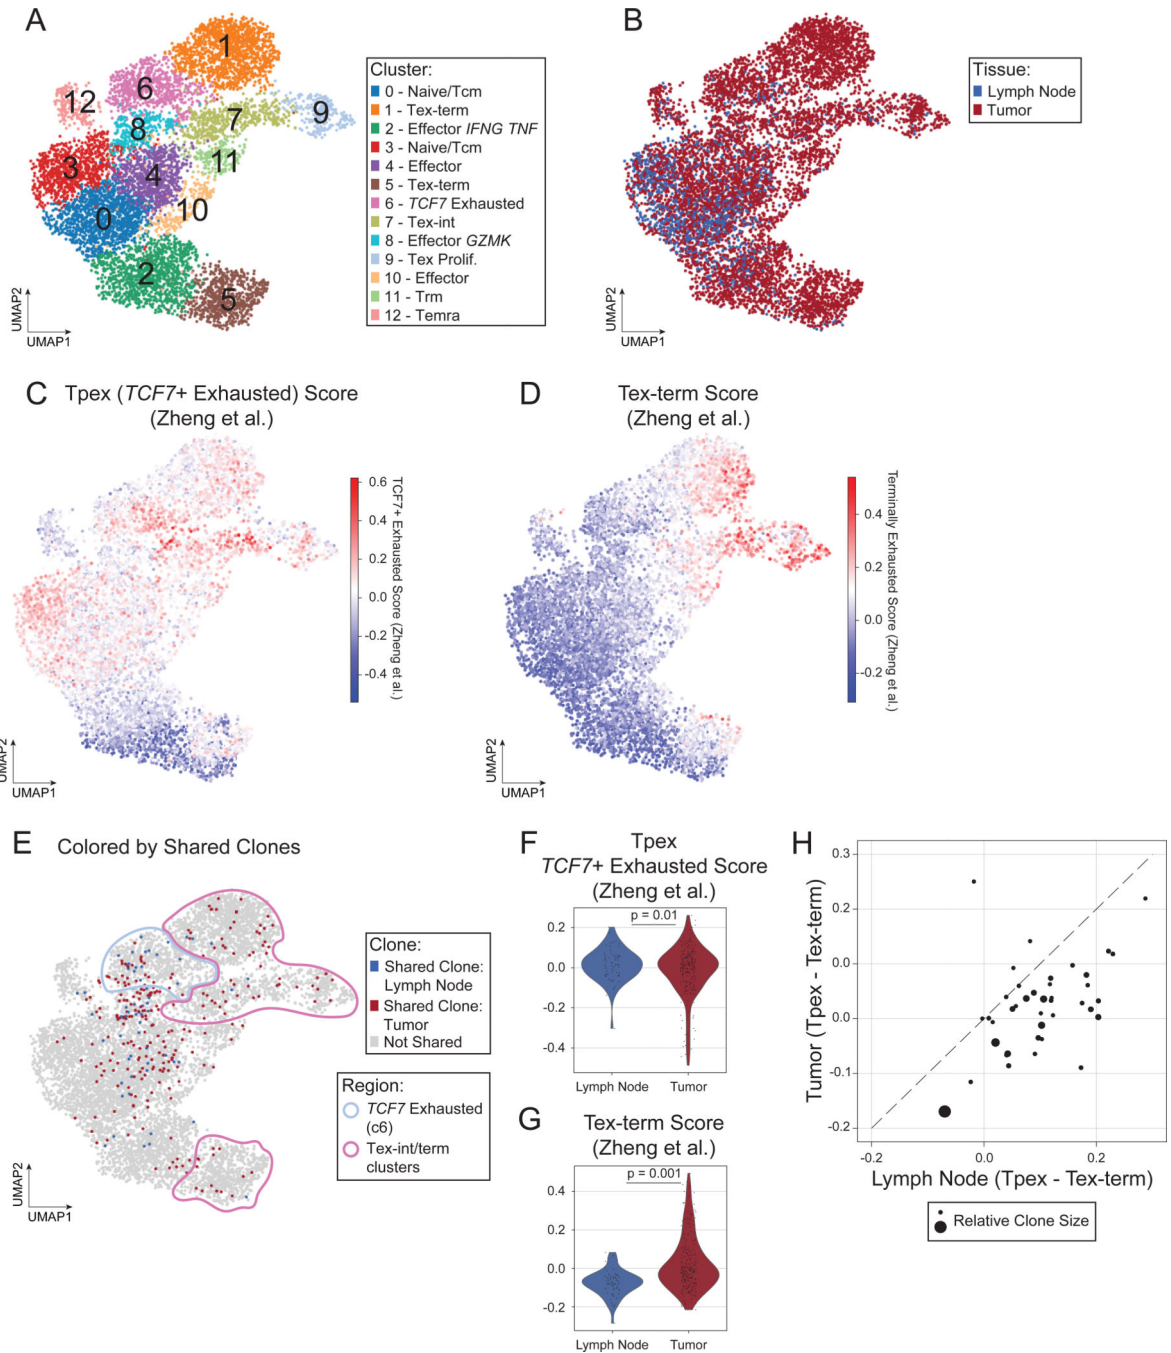 A
1
6
12
7
9
8
3
4
11
0
10
2
5
UMAP2
UMAP1
Cluster:
0 - Naive/Tcm
1 - Tex-term
2 - Effector IFNG TNF
3 - Naive/Tcm
4 - Effector
5 - Tex-term
6 - TCF7 Exhausted
7 - Tex-int
8 - Effector GZMK
9 - Tex Prolif.
10 - Effector
11 - Trm
12 - Temra
B
Tissue:
Lymph Node
Tumor
UMAP2
UMAP1
C
Tpex (TCF7+ Exhausted) Score
(Zheng et al.)
0.6
0.4
0.2
0.0
-0.2
-0.4
TCF7+ Exhausted Score (Zheng et al.)
UMAP2
UMAP1
D
Tex-term Score
(Zheng et al.)
0.4
0.2
0.0
-0.2
Terminally Exhausted Score (Zheng et al.)
UMAP2
UMAP1
E
Colored by Shared Clones
Clone:
Shared Clone:
Lymph Node
Shared Clone:
Tumor
Not Shared
Region:
TCF7 Exhausted
(c6)
Tex-int/term
clusters
UMAP2
UMAP1
F
Tpex
TCF7+ Exhausted Score
(Zheng et al.)
p = 0.01
0.2
0.0
-0.2
-0.4
Lymph Node
Tumor
G
Tex-term Score
(Zheng et al.)
p = 0.001
0.4
0.2
0.0
-0.2
Lymph Node
Tumor
H
Tumor (Tpex - Tex-term)
0.3
0.2
0.1
0.0
-0.1
-0.2
-0.2
0.0
0.2
Lymph Node (Tpex - Tex-term)
Relative Clone Size